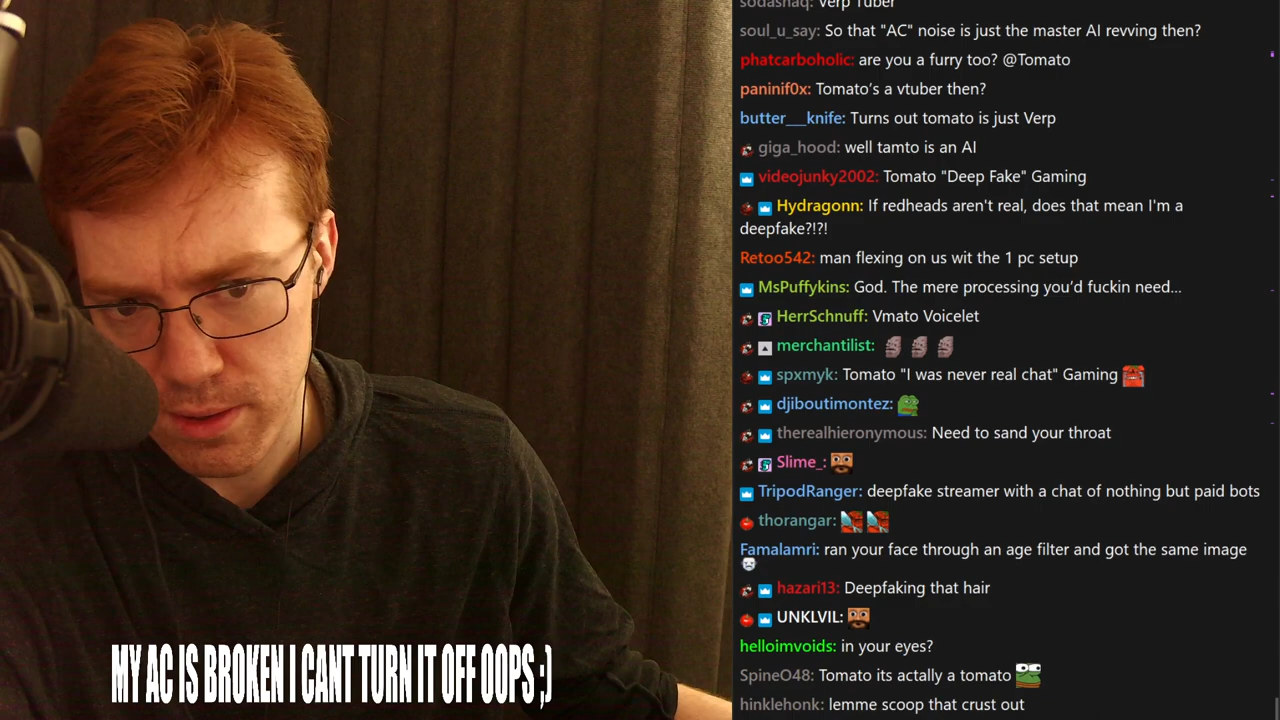 sodashaq: Verp Tuber
soul_u_say: So that "AC" noise is just the master AI revving then?
phatcarboholic: are you a furry too? @Tomato
paninif0x: Tomato's a vtuber then?
butter___knife: Turns out tomato is just Verp
giga_hood: well tamto is an AI
videojunky2002: Tomato "Deep Fake" Gaming
Hydragonn: If redheads aren't real, does that mean I'm a
deepfake?!?!
Retoo542: man flexing on us wit the 1 pc setup
MsPuffykins: God. The mere processing you'd fuckin need...
HerrSchnuff: Vmato Voicelet
merchantilist:
spxmyk: Tomato "I was never real chat" Gaming
djiboutimontez:
therealhieronymous: Need to sand your throat
Slime_:
TripodRanger: deepfake streamer with a chat of nothing but paid bots
thorangar:
Famalamri: ran your face through an age filter and got the same image
hazari13: Deepfaking that hair
UNKLVIL:
helloimvoids: in your eyes?
SpineO48: Tomato its actally a tomato
hinklehonk: lemme scoop that crust out
MY AC IS BROKEN I CANT TURN IT OFF OOPS ;)